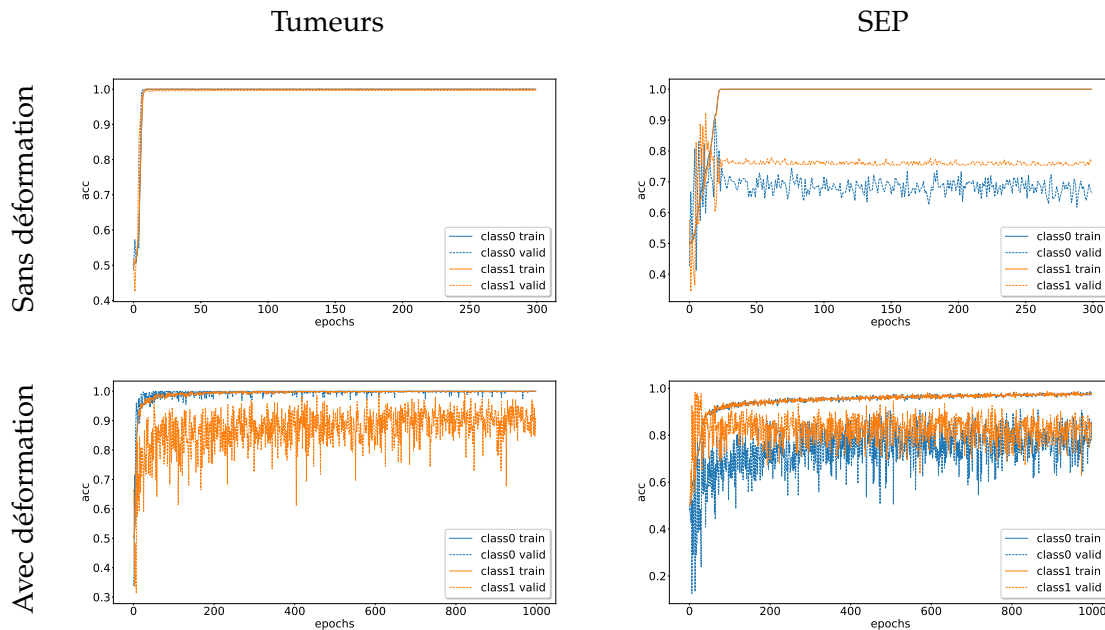 Tumeurs
SEP
Sans déformation
1.0
0.9
0.8
0.7
0.6
0.5
0.4
acc
0
50
100
150
200
250
300
epochs
class0 train
class0 valid
class1 train
class1 valid
1.0
0.9
0.8
0.7
0.6
0.5
0.4
acc
0
50
100
150
200
250
300
epochs
class0 train
class0 valid
class1 train
class1 valid
Avec déformation
1.0
0.9
0.8
0.7
0.6
0.5
0.4
0.3
acc
0
200
400
600
800
1000
epochs
class0 train
class0 valid
class1 train
class1 valid
1.0
0.8
0.6
0.4
0.2
acc
0
200
400
600
800
1000
epochs
class0 train
class0 valid
class1 train
class1 valid